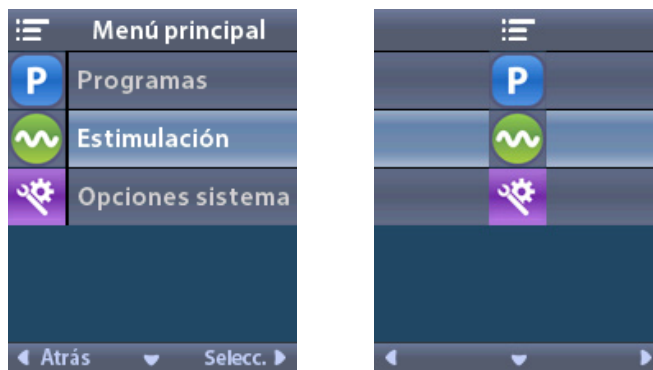 Menú principal
P Programas
Estimulación
Opciones sistema
Atrás Selecc.
P